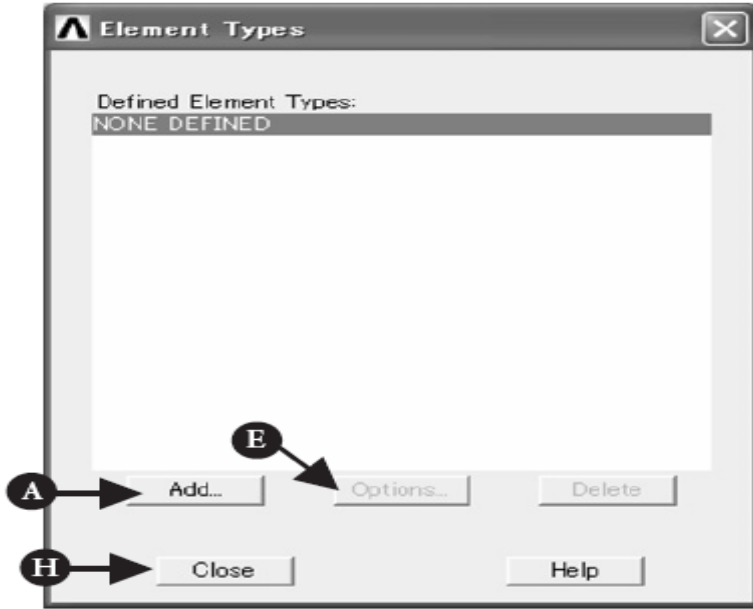 Element Types
Defined Element Types:
NONE DEFINED
E
A
Add...
Options...
Delete
H
Close
Help